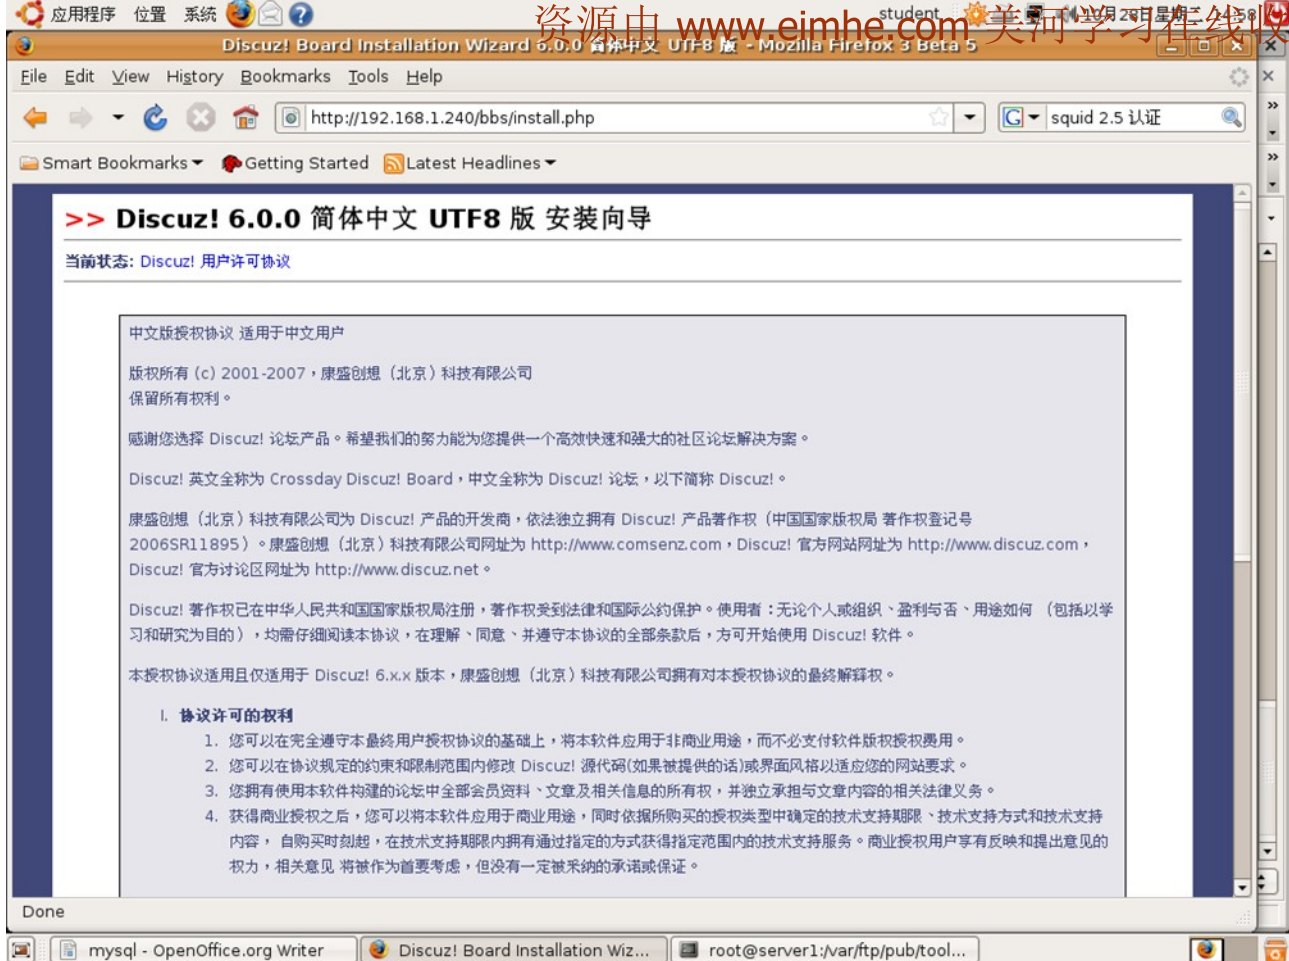 应用程序 位置 系统 student 10月 28日 星期二
资源由 www.eimhe.com 美河学习在线收
Discuz! Board Installation Wizard 6.0.0 简体中文 UTF8 版 - Mozilla Firefox 3 Beta 5
File Edit View History Bookmarks Tools Help
http://192.168.1.240/bbs/install.php squid 2.5 认证
Smart Bookmarks Getting Started Latest Headlines
>> Discuz! 6.0.0 简体中文 UTF8 版 安装向导
当前状态: Discuz! 用户许可协议
中文版授权协议 适用于中文用户
版权所有 (c) 2001-2007，康盛创想（北京）科技有限公司
保留所有权利。
感谢您选择 Discuz! 论坛产品。希望我们的努力能为您提供一个高效快速和强大的社区论坛解决方案。
Discuz! 英文全称为 Crossday Discuz! Board，中文全称为 Discuz! 论坛，以下简称 Discuz!。
康盛创想（北京）科技有限公司为 Discuz! 产品的开发商，依法独立拥有 Discuz! 产品著作权（中国国家版权局 著作权登记号
2006SR11895）。康盛创想（北京）科技有限公司网址为 http://www.comsenz.com，Discuz! 官方网站网址为 http://www.discuz.com，
Discuz! 官方讨论区网址为 http://www.discuz.net。
Discuz! 著作权已在中华人民共和国国家版权局注册，著作权受到法律和国际公约保护。使用者：无论个人或组织、盈利与否、用途如何 （包括以学
习和研究为目的），均需仔细阅读本协议，在理解、同意、并遵守本协议的全部条款后，方可开始使用 Discuz! 软件。
本授权协议适用且仅适用于 Discuz! 6.x.x 版本，康盛创想（北京）科技有限公司拥有对本授权协议的最终解释权。
I. 协议许可的权利
1. 您可以在完全遵守本最终用户授权协议的基础上，将本软件应用于非商业用途，而不必支付软件版权授权费用。
2. 您可以在协议规定的约束和限制范围内修改 Discuz! 源代码(如果被提供的话)或界面风格以适应您的网站要求。
3. 您拥有使用本软件构建的论坛中全部会员资料、文章及相关信息的所有权，并独立承担与文章内容的相关法律义务。
4. 获得商业授权之后，您可以将本软件应用于商业用途，同时依据所购买的授权类型中确定的技术支持期限、技术支持方式和技术支持
内容， 自购买时刻起，在技术支持期限内拥有通过指定的方式获得指定范围内的技术支持服务。商业授权用户享有反映和提出意见的
权力，相关意见 将被作为首要考虑，但没有一定被采纳的承诺或保证。
Done
mysql - OpenOffice.org Writer Discuz! Board Installation Wiz... root@server1:/var/ftp/pub/tool...